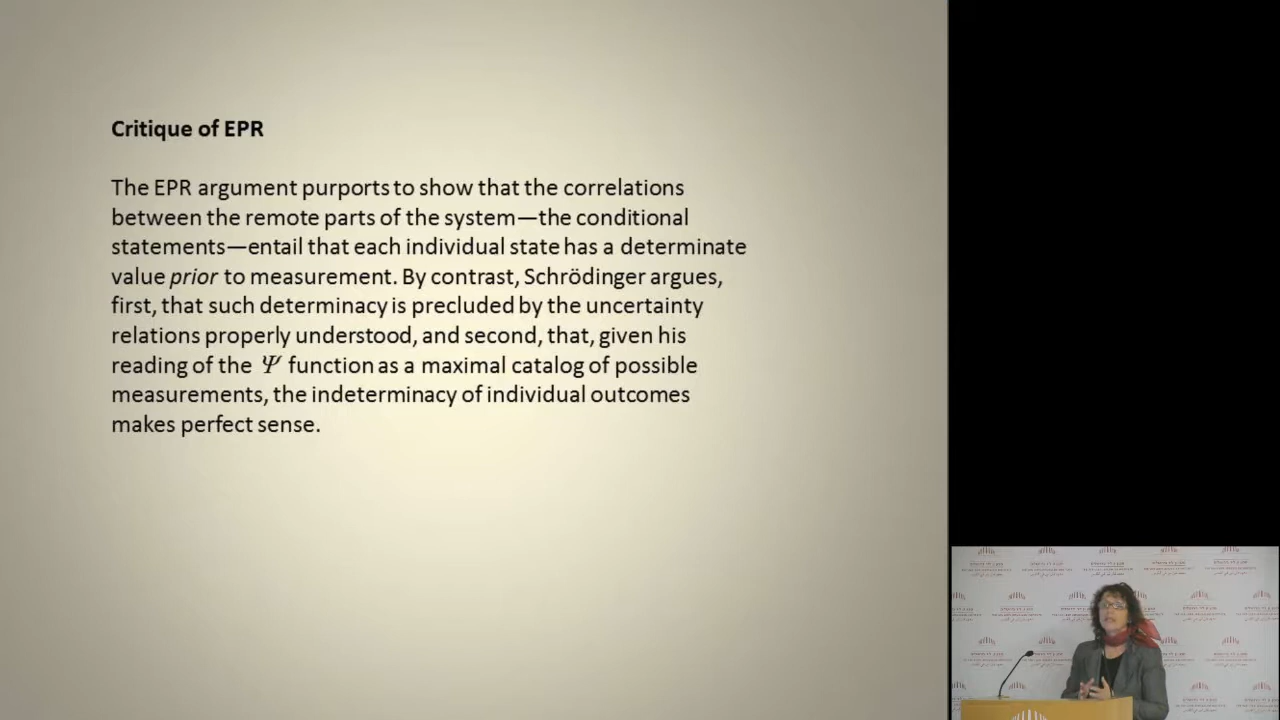 Critique of EPR
The EPR argument purports to show that the correlations
between the remote parts of the system—the conditional
statements—entail that each individual state has a determinate
value prior to measurement. By contrast, Schrödinger argues,
first, that such determinacy is precluded by the uncertainty
relations properly understood, and second, that, given his
reading of the Ψ function as a maximal catalog of possible
measurements, the indeterminacy of individual outcomes
makes perfect sense.